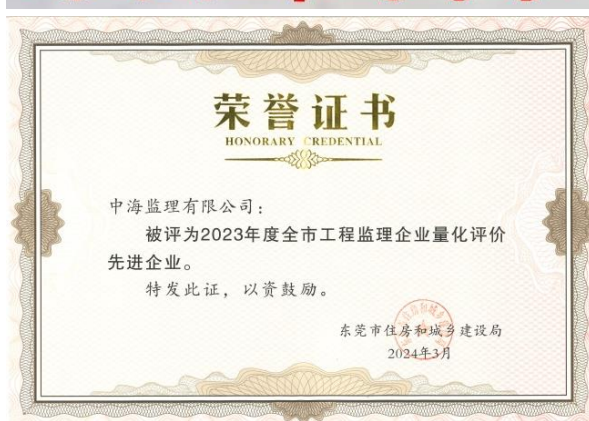 荣誉证书
HONORARY CREDENTIAL
中海监理有限公司：
被评为2023年度全市工程监理企业量化评价
先进企业。
特发此证，以资鼓励。
东莞市住房和城乡建设局
2024年3月